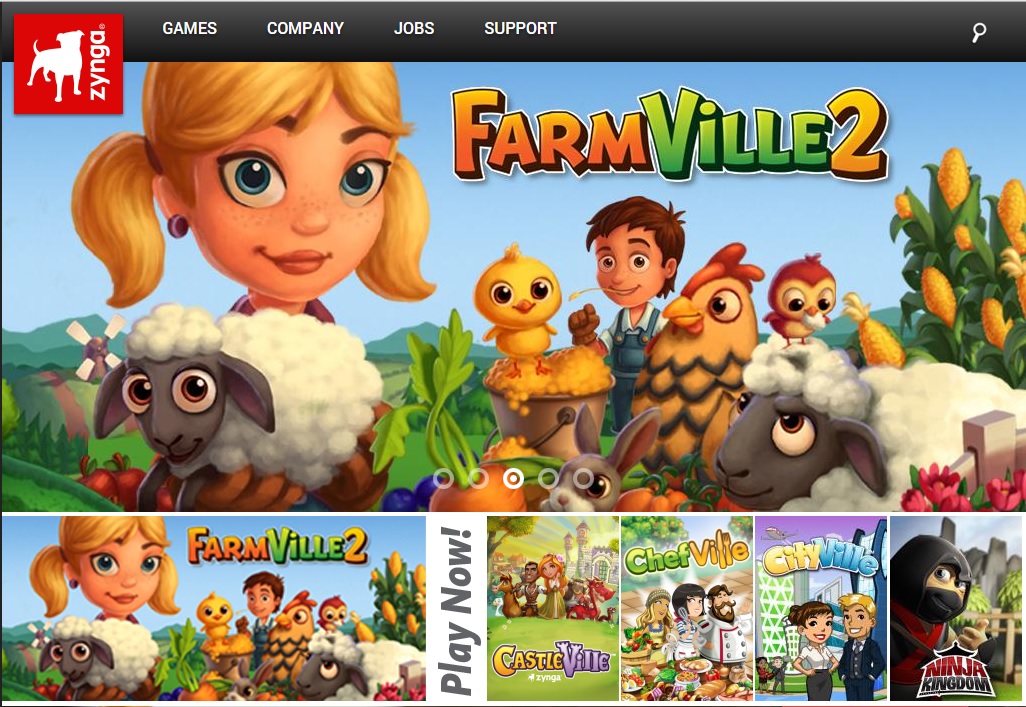 zynga
GAMES
COMPANY
JOBS
SUPPORT
FARMVILLE2
FARMVILLE2
Play Now!
CASTLEVILLE
zynga
ChefVille
CityVille
NINJA
KINGDOM